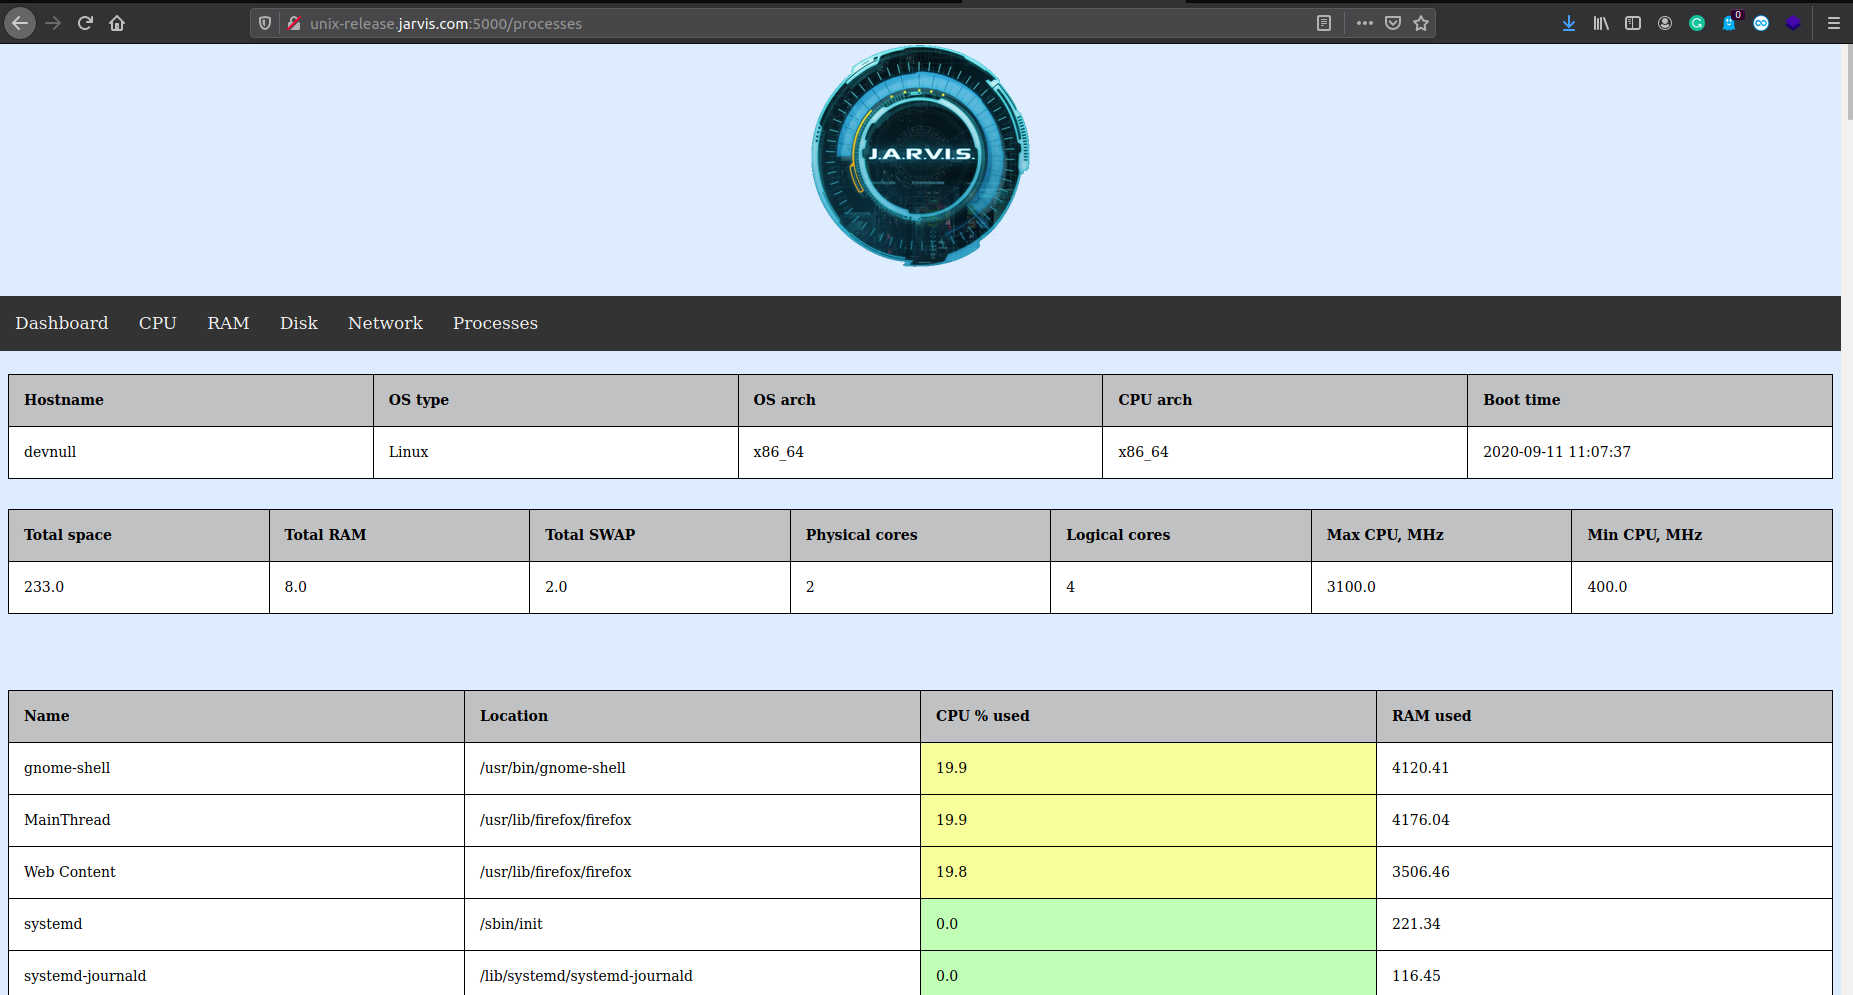 unix-release.jarvis.com:5000/processes
0
J.A.R.V.I.S.
Dashboard CPU RAM Disk Network Processes
Hostname OS type OS arch CPU arch Boot time
devnull Linux x86_64 x86_64 2020-09-11 11:07:37
Total space Total RAM Total SWAP Physical cores Logical cores Max CPU, MHz Min CPU, MHz
233.0 8.0 2.0 2 4 3100.0 400.0
Name Location CPU % used RAM used
gnome-shell /usr/bin/gnome-shell 19.9 4120.41
MainThread /usr/lib/firefox/firefox 19.9 4176.04
Web Content /usr/lib/firefox/firefox 19.8 3506.46
systemd /sbin/init 0.0 221.34
systemd-journald /lib/systemd/systemd-journald 0.0 116.45